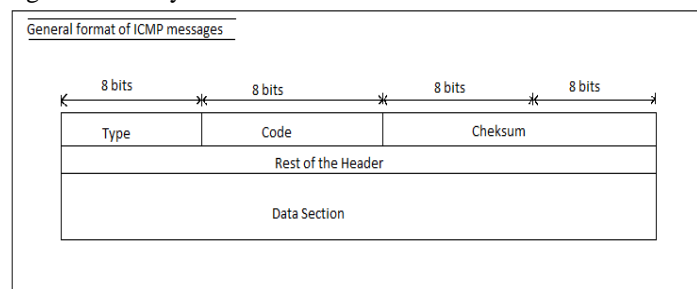 General format of ICMP messages
8 bits 8 bits 8 bits 8 bits
Type Code Cheksum
Rest of the Header
Data Section